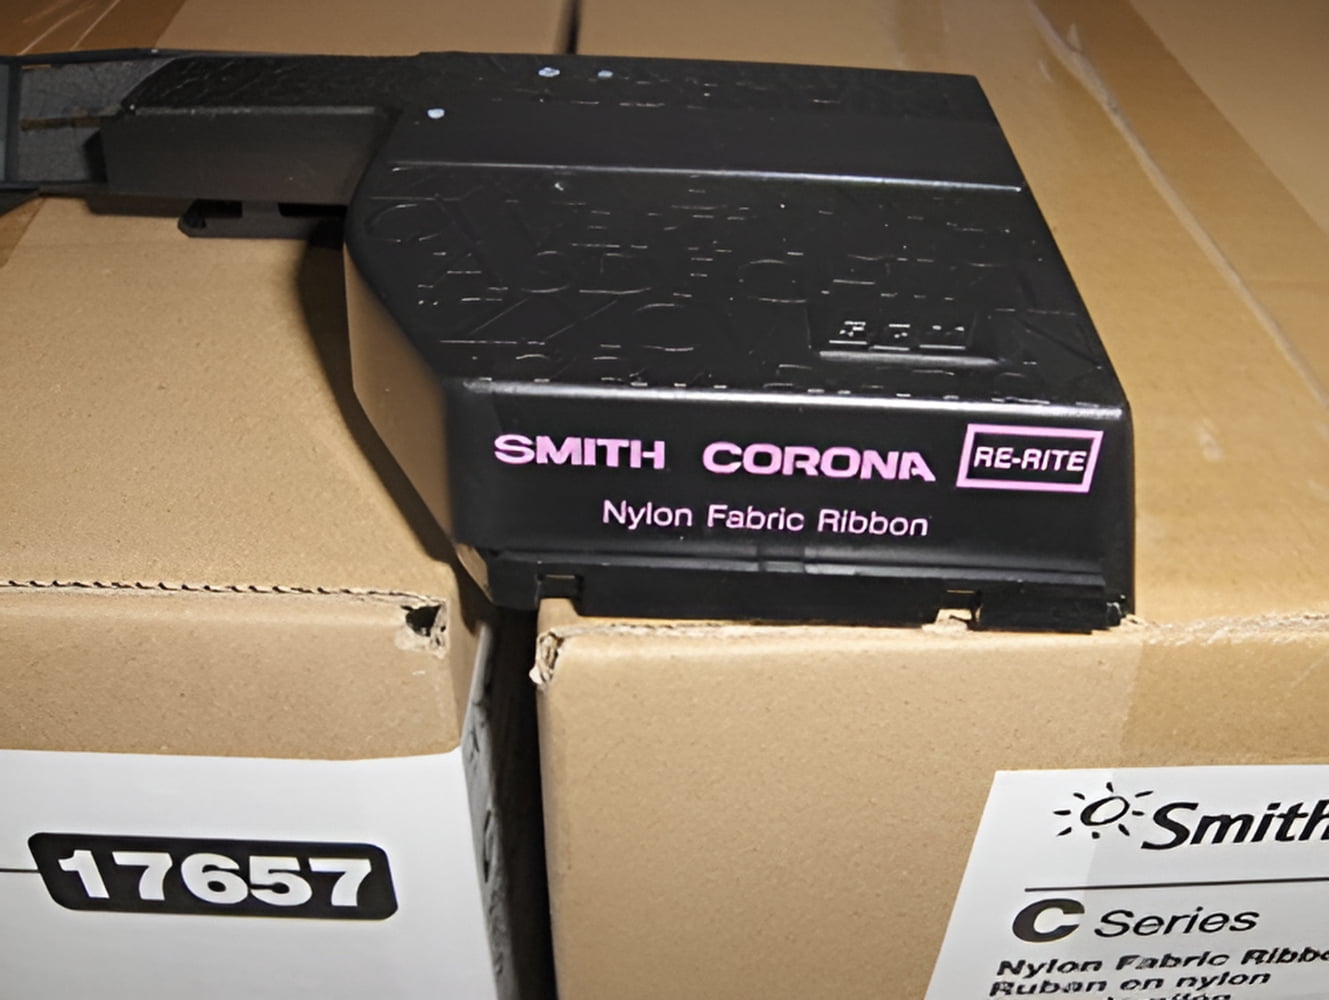 SMITH CORONA RE-RITE
Nylon Fabric Ribbon
17657
Smith
C Series
Nylon Fabric Ribb
Ruban en nylon